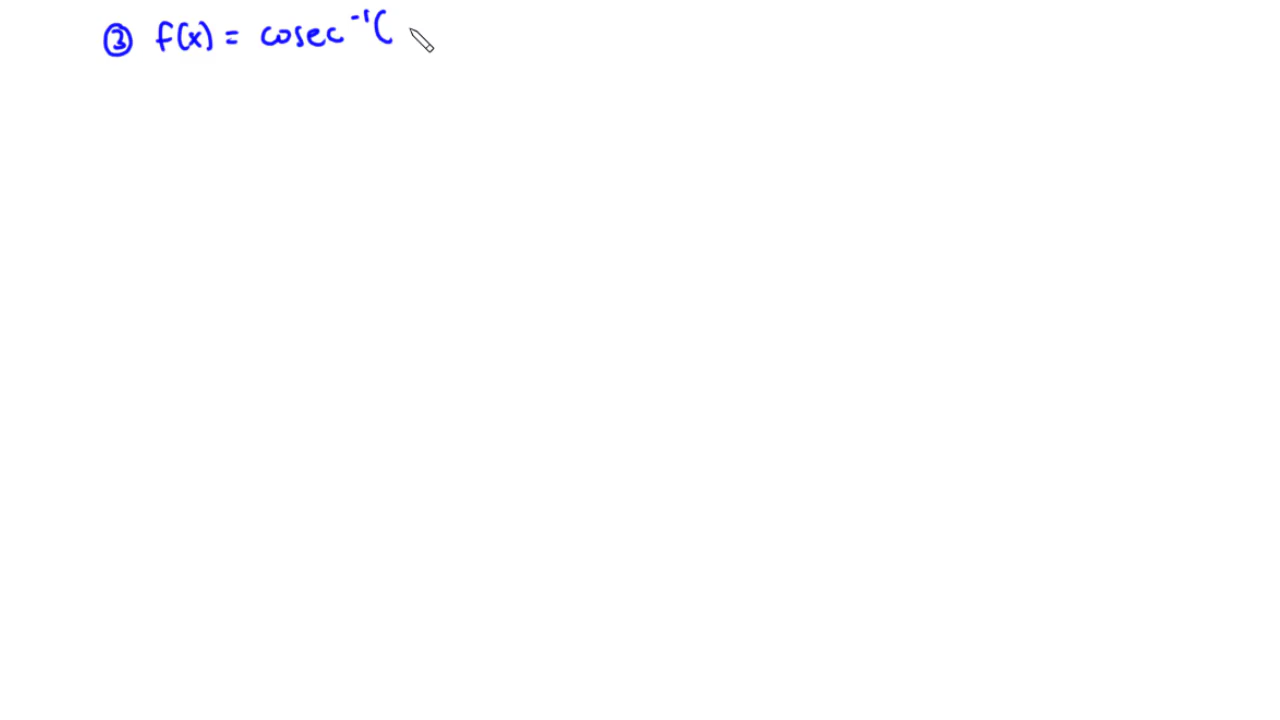 ③ f(x) = cosec⁻¹(